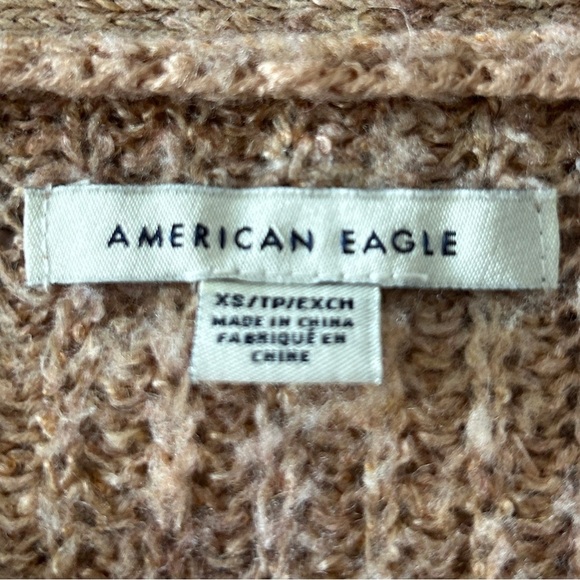 AMERICAN EAGLE
XS/TP/EXCH
MADE IN CHINA
FABRIQUÉ EN
CHINE